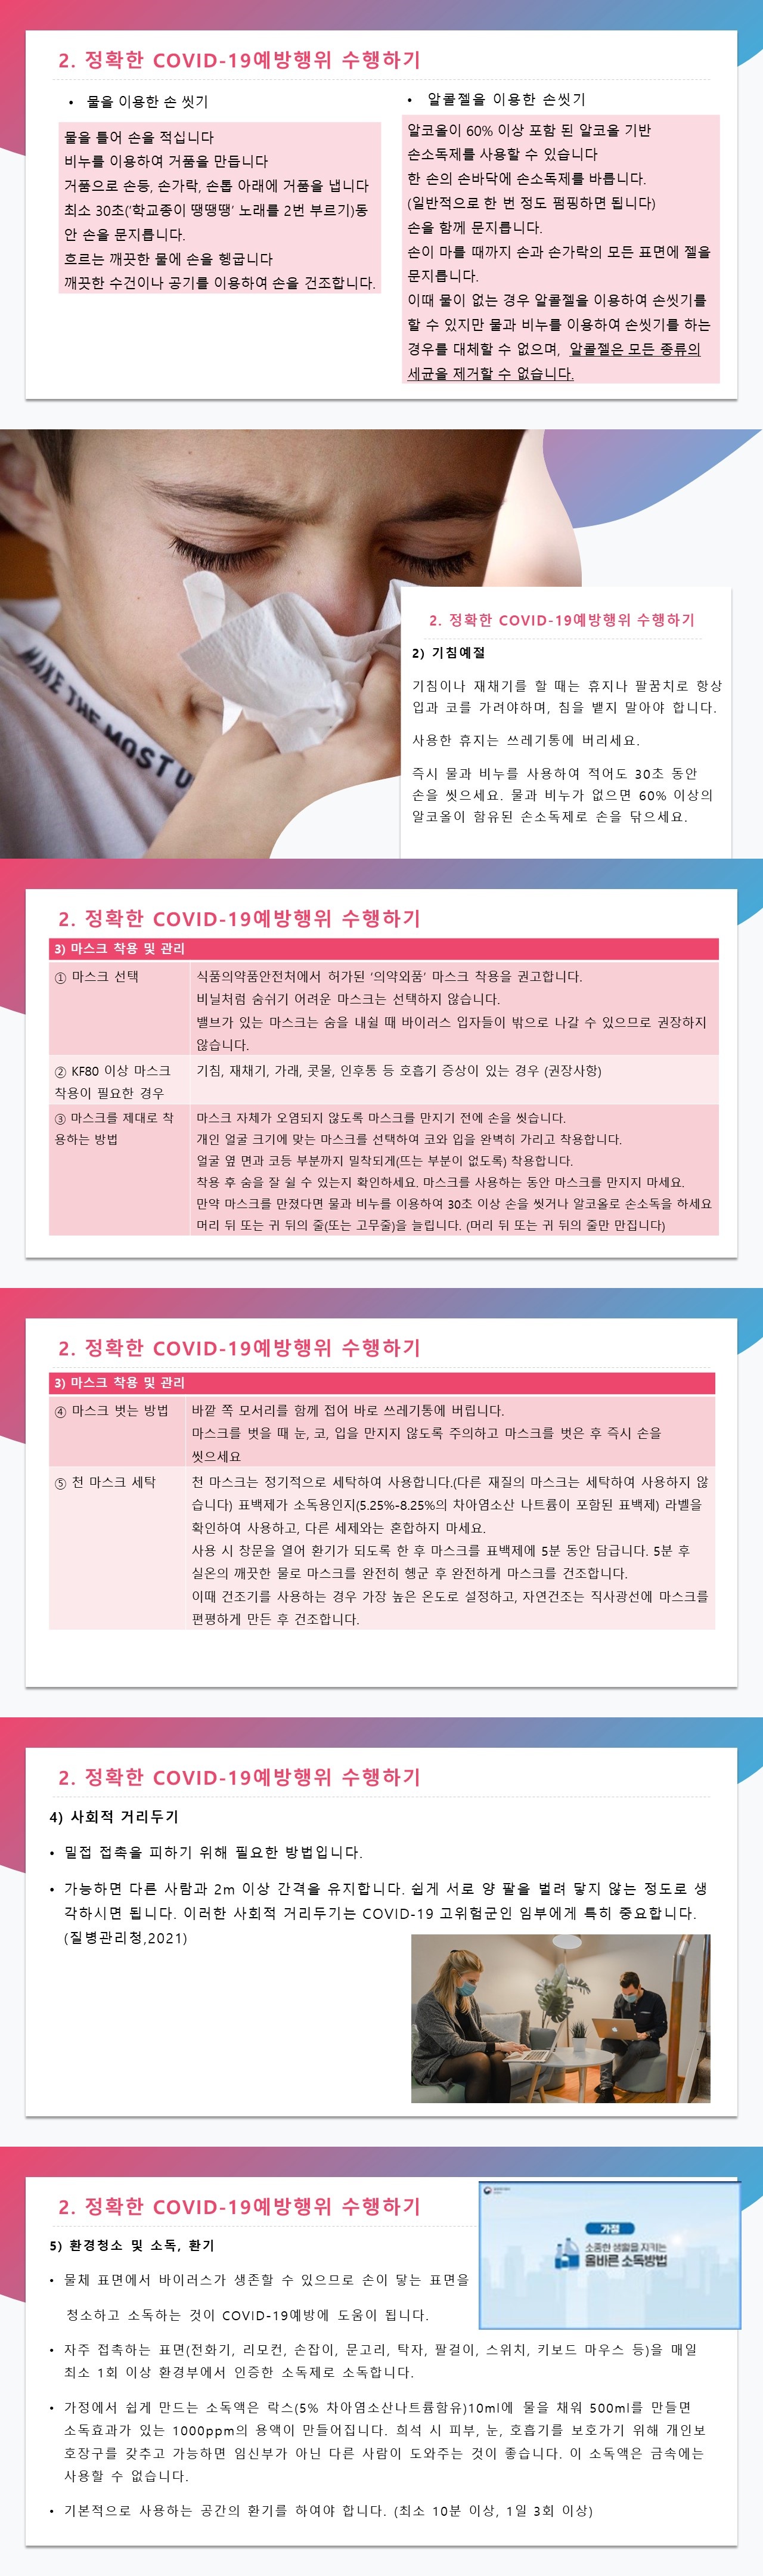 2. 정확한 COVID-19예방행위 수행하기
• 물을 이용한 손 씻기
물을 틀어 손을 적십니다
비누를 이용하여 거품을 만듭니다
거품으로 손등, 손가락, 손톱 아래에 거품을 냅니다
최소 30초(‘학교종이 땡땡땡’ 노래를 2번 부르기)동
안 손을 문지릅니다.
흐르는 깨끗한 물에 손을 헹굽니다
깨끗한 수건이나 공기를 이용하여 손을 건조합니다.
• 알콜젤을 이용한 손씻기
알코올이 60% 이상 포함 된 알코올 기반
손소독제를 사용할 수 있습니다
한 손의 손바닥에 손소독제를 바릅니다.
(일반적으로 한 번 정도 펌핑하면 됩니다)
손을 함께 문지릅니다.
손이 마를 때까지 손과 손가락의 모든 표면에 젤을
문지릅니다.
이때 물이 없는 경우 알콜젤을 이용하여 손씻기를
할 수 있지만 물과 비누를 이용하여 손씻기를 하는
경우를 대체할 수 없으며, 알콜젤은 모든 종류의
세균을 제거할 수 없습니다.
MAKE THE MOST U
2. 정확한 COVID-19예방행위 수행하기
2) 기침예절
기침이나 재채기를 할 때는 휴지나 팔꿈치로 항상
입과 코를 가려야하며, 침을 뱉지 말아야 합니다.
사용한 휴지는 쓰레기통에 버리세요.
즉시 물과 비누를 사용하여 적어도 30초 동안
손을 씻으세요. 물과 비누가 없으면 60% 이상의
알코올이 함유된 손소독제로 손을 닦으세요.
2. 정확한 COVID-19예방행위 수행하기
3) 마스크 착용 및 관리
① 마스크 선택
식품의약품안전처에서 허가된 ‘의약외품’ 마스크 착용을 권고합니다.
비닐처럼 숨쉬기 어려운 마스크는 선택하지 않습니다.
밸브가 있는 마스크는 숨을 내쉴 때 바이러스 입자들이 밖으로 나갈 수 있으므로 권장하지
않습니다.
② KF80 이상 마스크
착용이 필요한 경우
기침, 재채기, 가래, 콧물, 인후통 등 호흡기 증상이 있는 경우 (권장사항)
③ 마스크를 제대로 착
용하는 방법
마스크 자체가 오염되지 않도록 마스크를 만지기 전에 손을 씻습니다.
개인 얼굴 크기에 맞는 마스크를 선택하여 코와 입을 완벽히 가리고 착용합니다.
얼굴 옆 면과 코등 부분까지 밀착되게(뜨는 부분이 없도록) 착용합니다.
착용 후 숨을 잘 쉴 수 있는지 확인하세요. 마스크를 사용하는 동안 마스크를 만지지 마세요.
만약 마스크를 만졌다면 물과 비누를 이용하여 30초 이상 손을 씻거나 알코올로 손소독을 하세요
머리 뒤 또는 귀 뒤의 줄(또는 고무줄)을 늘립니다. (머리 뒤 또는 귀 뒤의 줄만 만집니다)
2. 정확한 COVID-19예방행위 수행하기
3) 마스크 착용 및 관리
④ 마스크 벗는 방법
바깥 쪽 모서리를 함께 접어 바로 쓰레기통에 버립니다.
마스크를 벗을 때 눈, 코, 입을 만지지 않도록 주의하고 마스크를 벗은 후 즉시 손을
씻으세요
⑤ 천 마스크 세탁
천 마스크는 정기적으로 세탁하여 사용합니다.(다른 재질의 마스크는 세탁하여 사용하지 않
습니다) 표백제가 소독용인지(5.25%-8.25%의 차아염소산 나트륨이 포함된 표백제) 라벨을
확인하여 사용하고, 다른 세제와는 혼합하지 마세요.
사용 시 창문을 열어 환기가 되도록 한 후 마스크를 표백제에 5분 동안 담급니다. 5분 후
실온의 깨끗한 물로 마스크를 완전히 헹군 후 완전하게 마스크를 건조합니다.
이때 건조기를 사용하는 경우 가장 높은 온도로 설정하고, 자연건조는 직사광선에 마스크를
편평하게 만든 후 건조합니다.
2. 정확한 COVID-19예방행위 수행하기
4) 사회적 거리두기
• 밀접 접촉을 피하기 위해 필요한 방법입니다.
• 가능하면 다른 사람과 2m 이상 간격을 유지합니다. 쉽게 서로 양 팔을 벌려 닿지 않는 정도로 생
각하시면 됩니다. 이러한 사회적 거리두기는 COVID-19 고위험군인 임부에게 특히 중요합니다.
(질병관리청,2021)
2. 정확한 COVID-19예방행위 수행하기
가정
소중한 생활을 지키는
올바른 소독방법
5) 환경청소 및 소독, 환기
• 물체 표면에서 바이러스가 생존할 수 있으므로 손이 닿는 표면을
청소하고 소독하는 것이 COVID-19예방에 도움이 됩니다.
• 자주 접촉하는 표면(전화기, 리모컨, 손잡이, 문고리, 탁자, 팔걸이, 스위치, 키보드 마우스 등)을 매일
최소 1회 이상 환경부에서 인증한 소독제로 소독합니다.
• 가정에서 쉽게 만드는 소독액은 락스(5% 차아염소산나트륨함유)10ml에 물을 채워 500ml를 만들면
소독효과가 있는 1000ppm의 용액이 만들어집니다. 희석 시 피부, 눈, 호흡기를 보호가기 위해 개인보
호장구를 갖추고 가능하면 임신부가 아닌 다른 사람이 도와주는 것이 좋습니다. 이 소독액은 금속에는
사용할 수 없습니다.
• 기본적으로 사용하는 공간의 환기를 하여야 합니다. (최소 10분 이상, 1일 3회 이상)